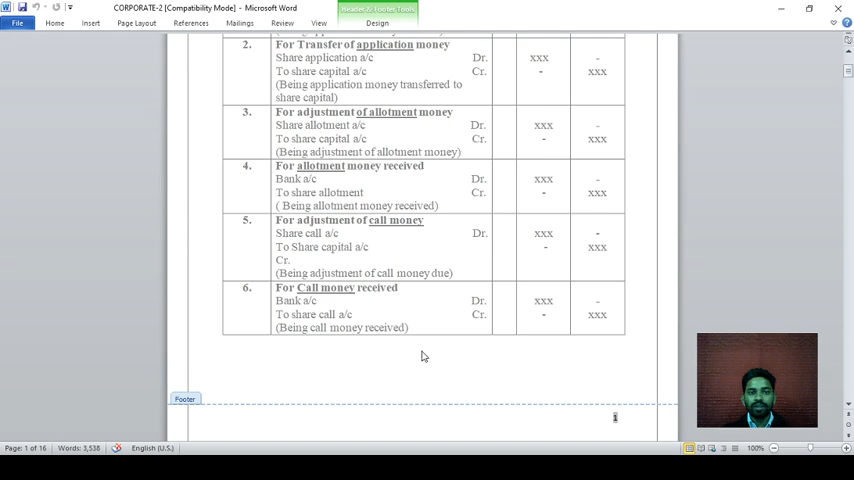 CORPORATE-2 [Compatibility Mode] - Microsoft Word
Header & Footer Tools
File Home Insert Page Layout References Mailings Review View Design
2. For Transfer of application money
Share application a/c Dr. xxx -
To share capital a/c Cr. - xxx
(Being application money transferred to
share capital)
3. For adjustment of allotment money
Share allotment a/c Dr. xxx -
To share capital a/c Cr. - xxx
(Being adjustment of allotment money)
4. For allotment money received
Bank a/c Dr. xxx -
To share allotment Cr. - xxx
( Being allotment money received)
5. For adjustment of call money
Share call a/c Dr. xxx -
To Share capital a/c - xxx
Cr.
(Being adjustment of call money due)
6. For Call money received
Bank a/c Dr. xxx -
To share call a/c Cr. - xxx
(Being call money received)
Footer
1
Page: 1 of 16 Words: 3,538 English (U.S.) 100%